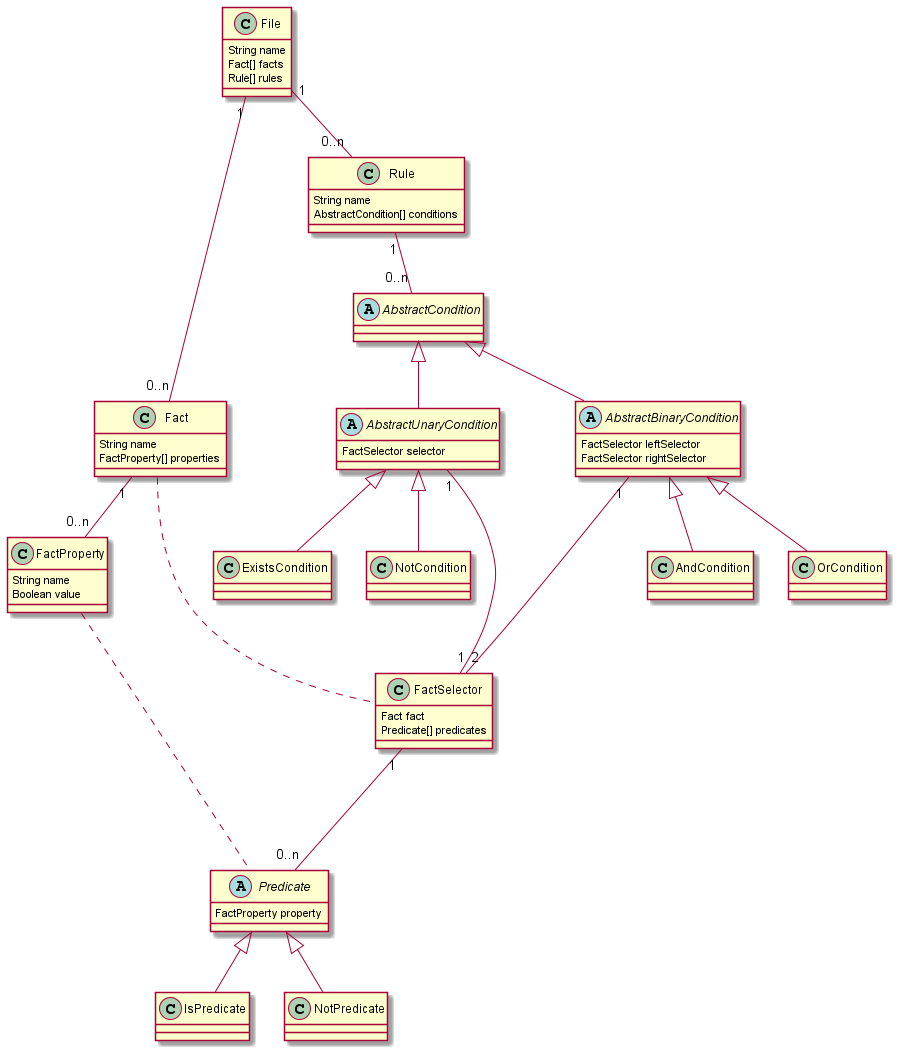 C File
String name
Fact[] facts
Rule[] rules
1
1
0..n
C Rule
String name
AbstractCondition[] conditions
1
0..n
A AbstractCondition
0..n
C Fact
String name
FactProperty[] properties
A AbstractUnaryCondition
FactSelector selector
A AbstractBinaryCondition
FactSelector leftSelector
FactSelector rightSelector
1
1
1
0..n
C FactProperty
String name
Boolean value
C ExistsCondition
C NotCondition
C AndCondition
C OrCondition
1
2
C FactSelector
Fact fact
Predicate[] predicates
1
0..n
A Predicate
FactProperty property
C IsPredicate
C NotPredicate